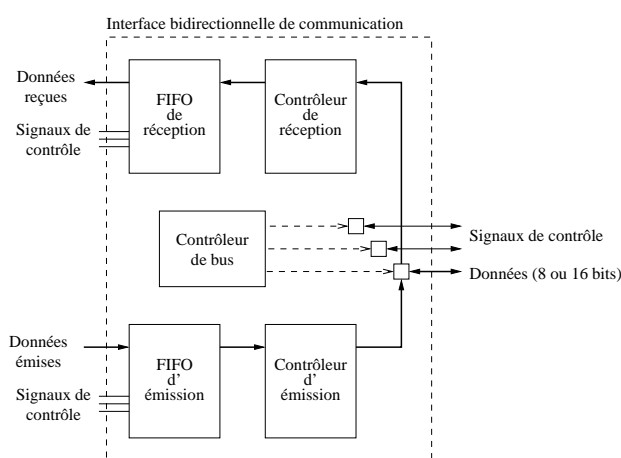 Interface bidirectionnelle de communication
Données
reçues
Signaux de
contrôle
FIFO
de
réception
Contrôleur
de
réception
Contrôleur
de bus
Signaux de contrôle
Données (8 ou 16 bits)
Données
émises
Signaux de
contrôle
FIFO
d'
émission
Contrôleur
d'
émission